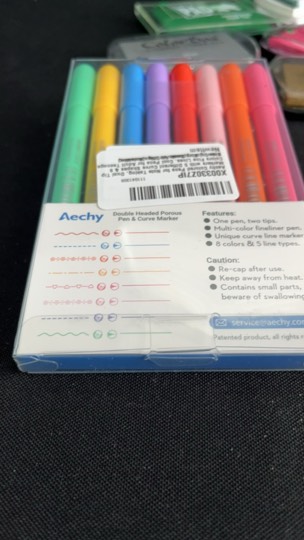 X00330Z7IF
Aechy
Double Headed Porous
Pen & Curve Marker
Features:
One pen, two tips.
Multi-color fineliner pen.
Unique curve line marker
8 colors & 5 line types.
Caution:
Re-cap after use.
Keep away from heat.
Contains small parts,
beware of swallowing
service@aechy.co
Patented product, all rights